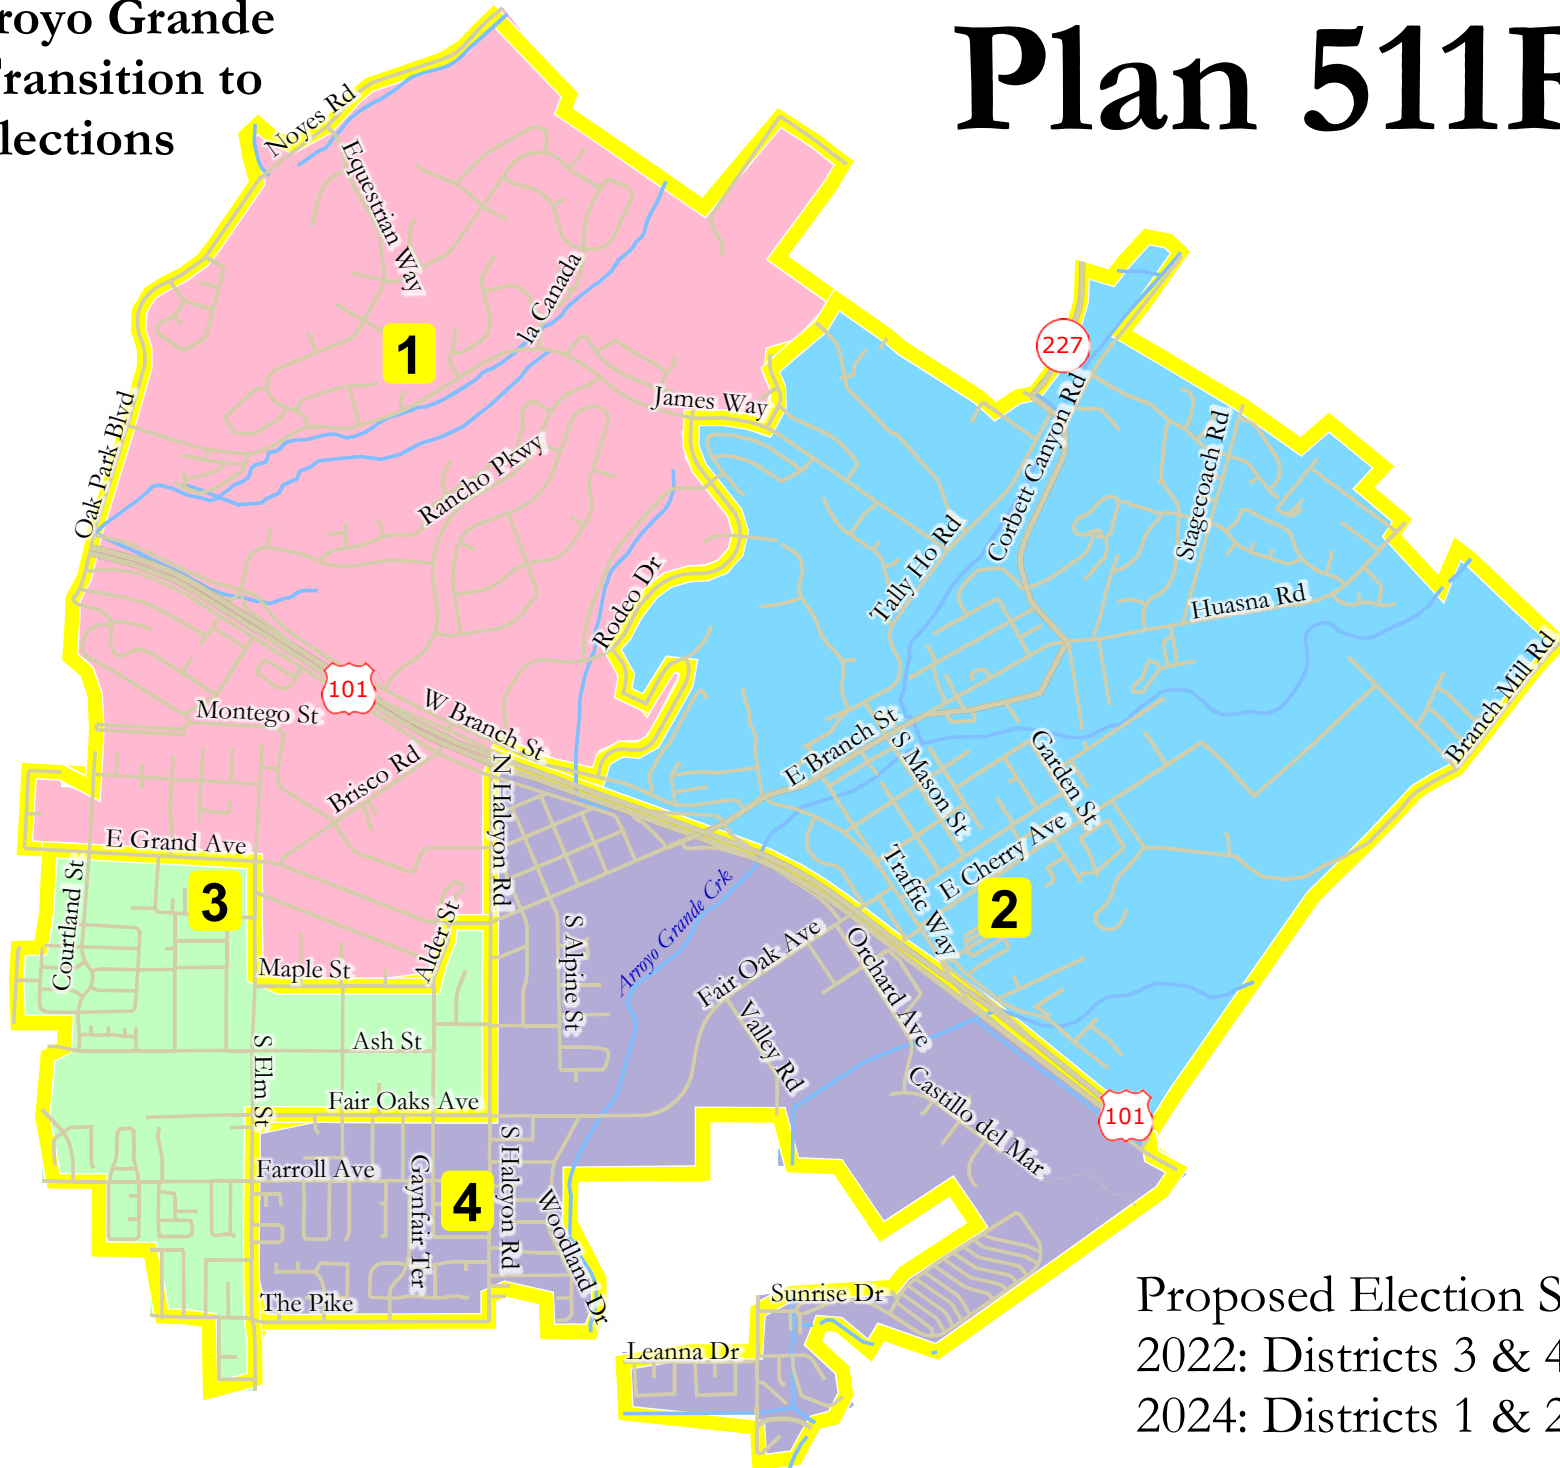 royo Grande
ransition to
lections
Plan 511
Noyes Rd
Equestrian Way
la Canada
1
227
James Way
Oak Park Blvd
Rancho Pkwy
Corbett Canyon Rd
Stagecoach Rd
Tally Ho Rd
Rodeo Dr
Huasna Rd
101
Montego St
W Branch St
E Branch St
S Mason St
Garden St
Branch Mill Rd
Brisco Rd
N Halcyon Rd
E Grand Ave
E Cherry Ave
Traffic Way
3
2
Courtland St
Alder St
S Alpine St
Arroyo Grande Crk
Fair Oak Ave
Orchard Ave
Maple St
Ash St
S Elm St
Valley Rd
Castillo del Mar
Fair Oaks Ave
101
Farroll Ave
Gaynfair Ter
4
S Halcyon Rd
Woodland Dr
The Pike
Sunrise Dr
Leanna Dr
Proposed Election S
2022: Districts 3 & 4
2024: Districts 1 & 2